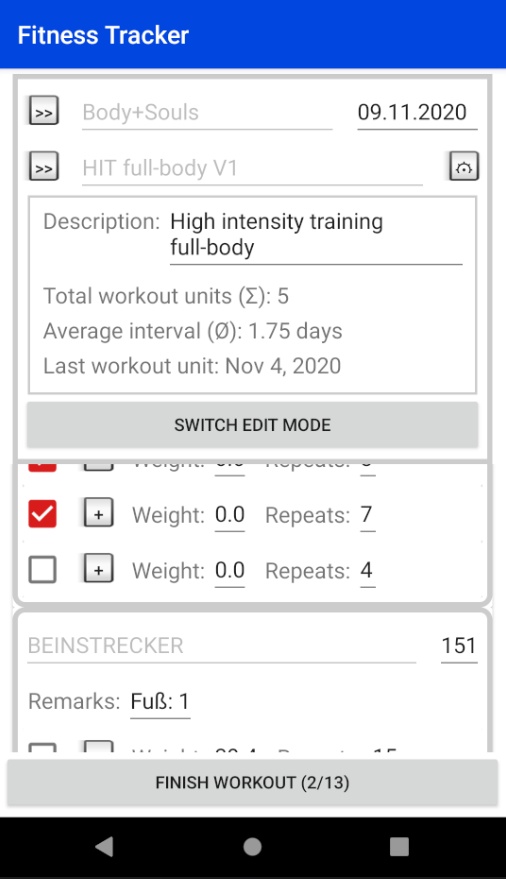 Fitness Tracker
>> Body+Souls 09.11.2020
>> HIT full-body V1
Description: High intensity training
full-body
Total workout units (Σ): 5
Average interval (Ø): 1.75 days
Last workout unit: Nov 4, 2020
SWITCH EDIT MODE
+ Weight: 0.0 Repeats: 7
+ Weight: 0.0 Repeats: 4
BEINSTRECKER 151
Remarks: Fuß: 1
FINISH WORKOUT (2/13)